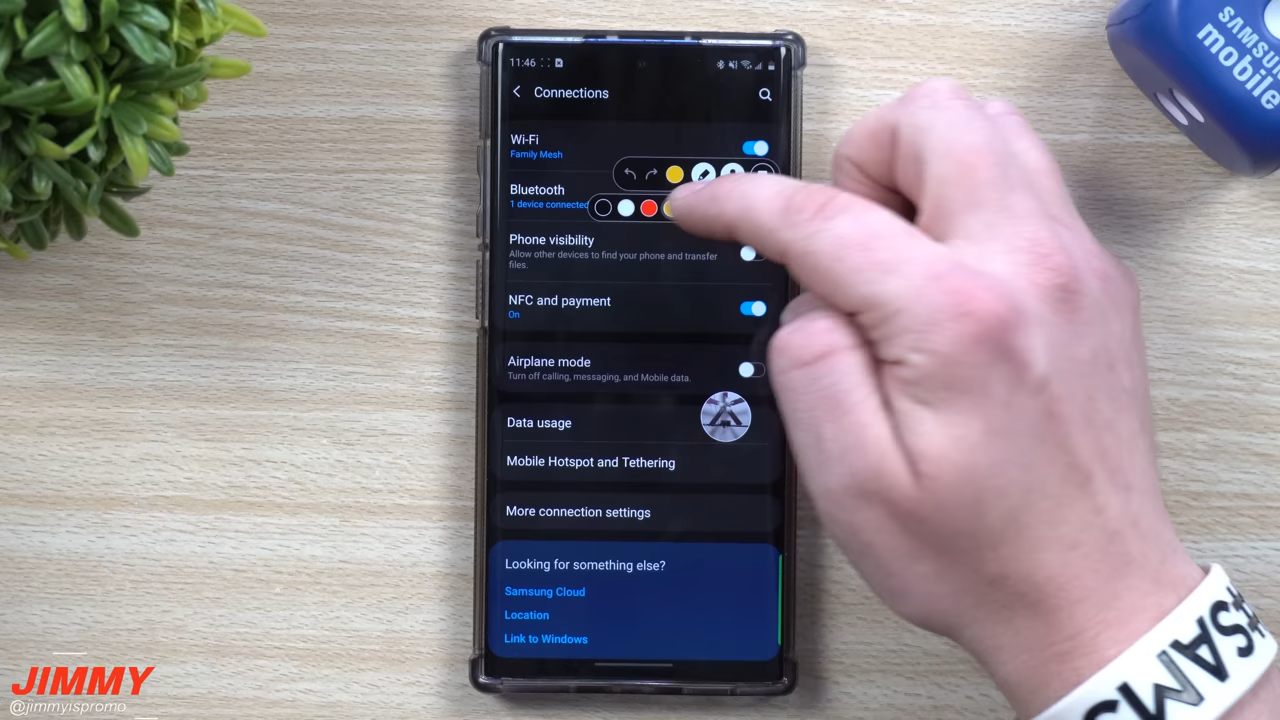 11:46
Connections
Wi-Fi
Family Mesh
Bluetooth
1 device connected
Phone visibility
Allow other devices to find your phone and transfer
files.
NFC and payment
On
Airplane mode
Turn off calling, messaging, and Mobile data.
Data usage
Mobile Hotspot and Tethering
More connection settings
Looking for something else?
Samsung Cloud
Location
Link to Windows
mobile
JIMMY
@jimmyispromo